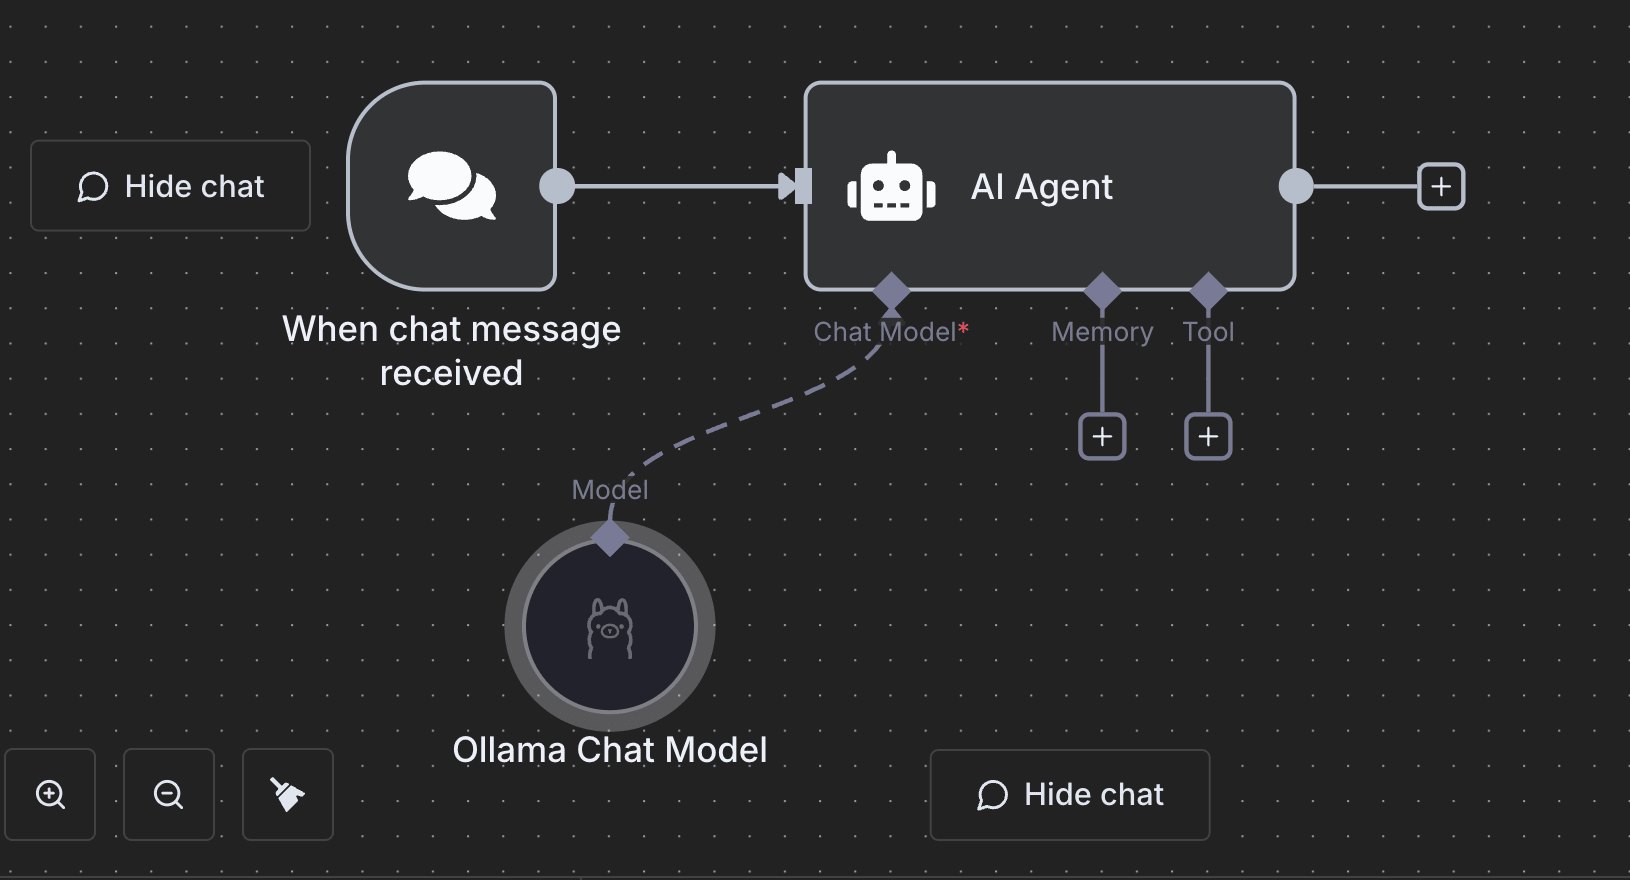 Hide chat
AI Agent
When chat message
received
Chat Model*
Memory
Tool
Model
Ollama Chat Model
Hide chat